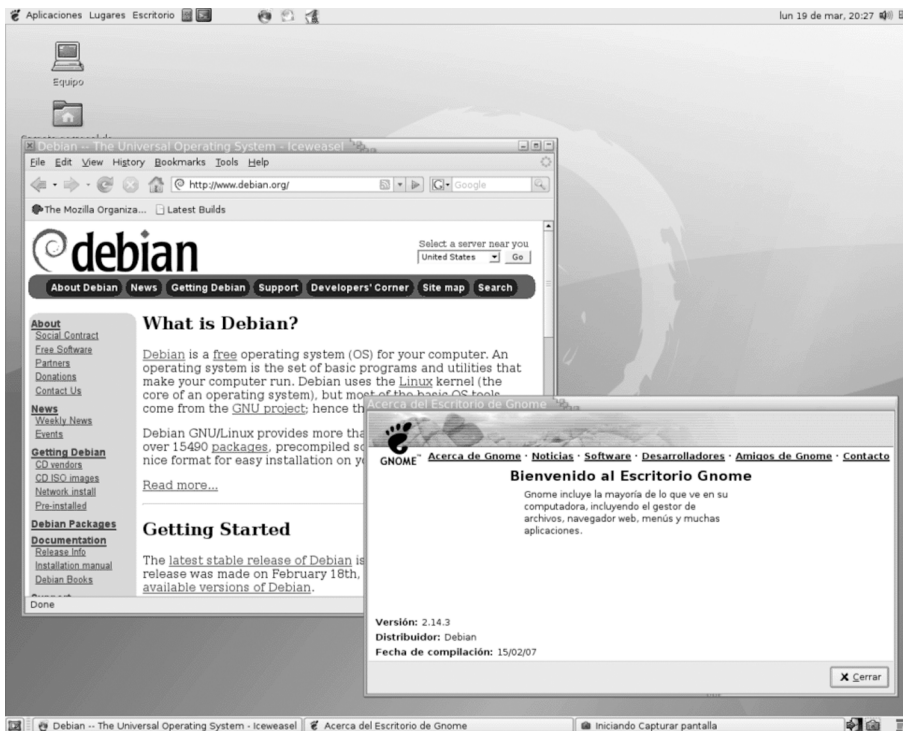 Aplicaciones Lugares Escritorio
lun 19 de mar, 20:27
Equipo
Debian -- The Universal Operating System - Iceweasel
File Edit View History Bookmarks Tools Help
http://www.debian.org/
Google
The Mozilla Organiza... Latest Builds
debian
Select a server near you
United States Go
About Debian News Getting Debian Support Developers' Corner Site map Search
About
Social Contract
Free Software
Partners
Donations
Contact Us
News
Weekly News
Events
Getting Debian
CD vendors
CD ISO images
Network install
Pre-installed
Debian Packages
Documentation
Release Info
Installation manual
Debian Books
What is Debian?
Debian is a free operating system (OS) for your computer. An
operating system is the set of basic programs and utilities that
make your computer run. Debian uses the Linux kernel (the
core of an operating system), but most of the basic OS tools
come from the GNU project; hence th
Debian GNU/Linux provides more tha
over 15490 packages, precompiled so
nice format for easy installation on yo
Read more...
Getting Started
The latest stable release of Debian is
release was made on February 18th,
available versions of Debian.
Done
Acerca del Escritorio de Gnome
GNOME™
Acerca de Gnome · Noticias · Software · Desarrolladores · Amigos de Gnome · Contacto
Bienvenido al Escritorio Gnome
Gnome incluye la mayoría de lo que ve en su
computadora, incluyendo el gestor de
archivos, navegador web, menús y muchas
aplicaciones.
Versión: 2.14.3
Distribuidor: Debian
Fecha de compilación: 15/02/07
Cerrar
Debian -- The Universal Operating System - Iceweasel
Acerca del Escritorio de Gnome
Iniciando Capturar pantalla